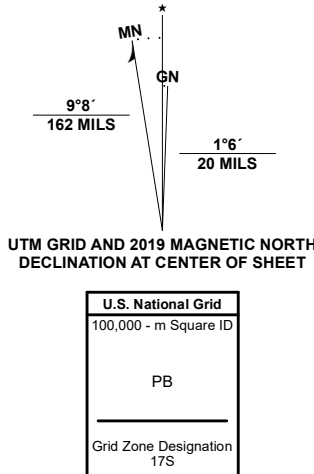 MN
GN
9°8´
162 MILS
1°6´
20 MILS
UTM GRID AND 2019 MAGNETIC NORTH
DECLINATION AT CENTER OF SHEET
U.S. National Grid
100,000 - m Square ID
PB
Grid Zone Designation
17S